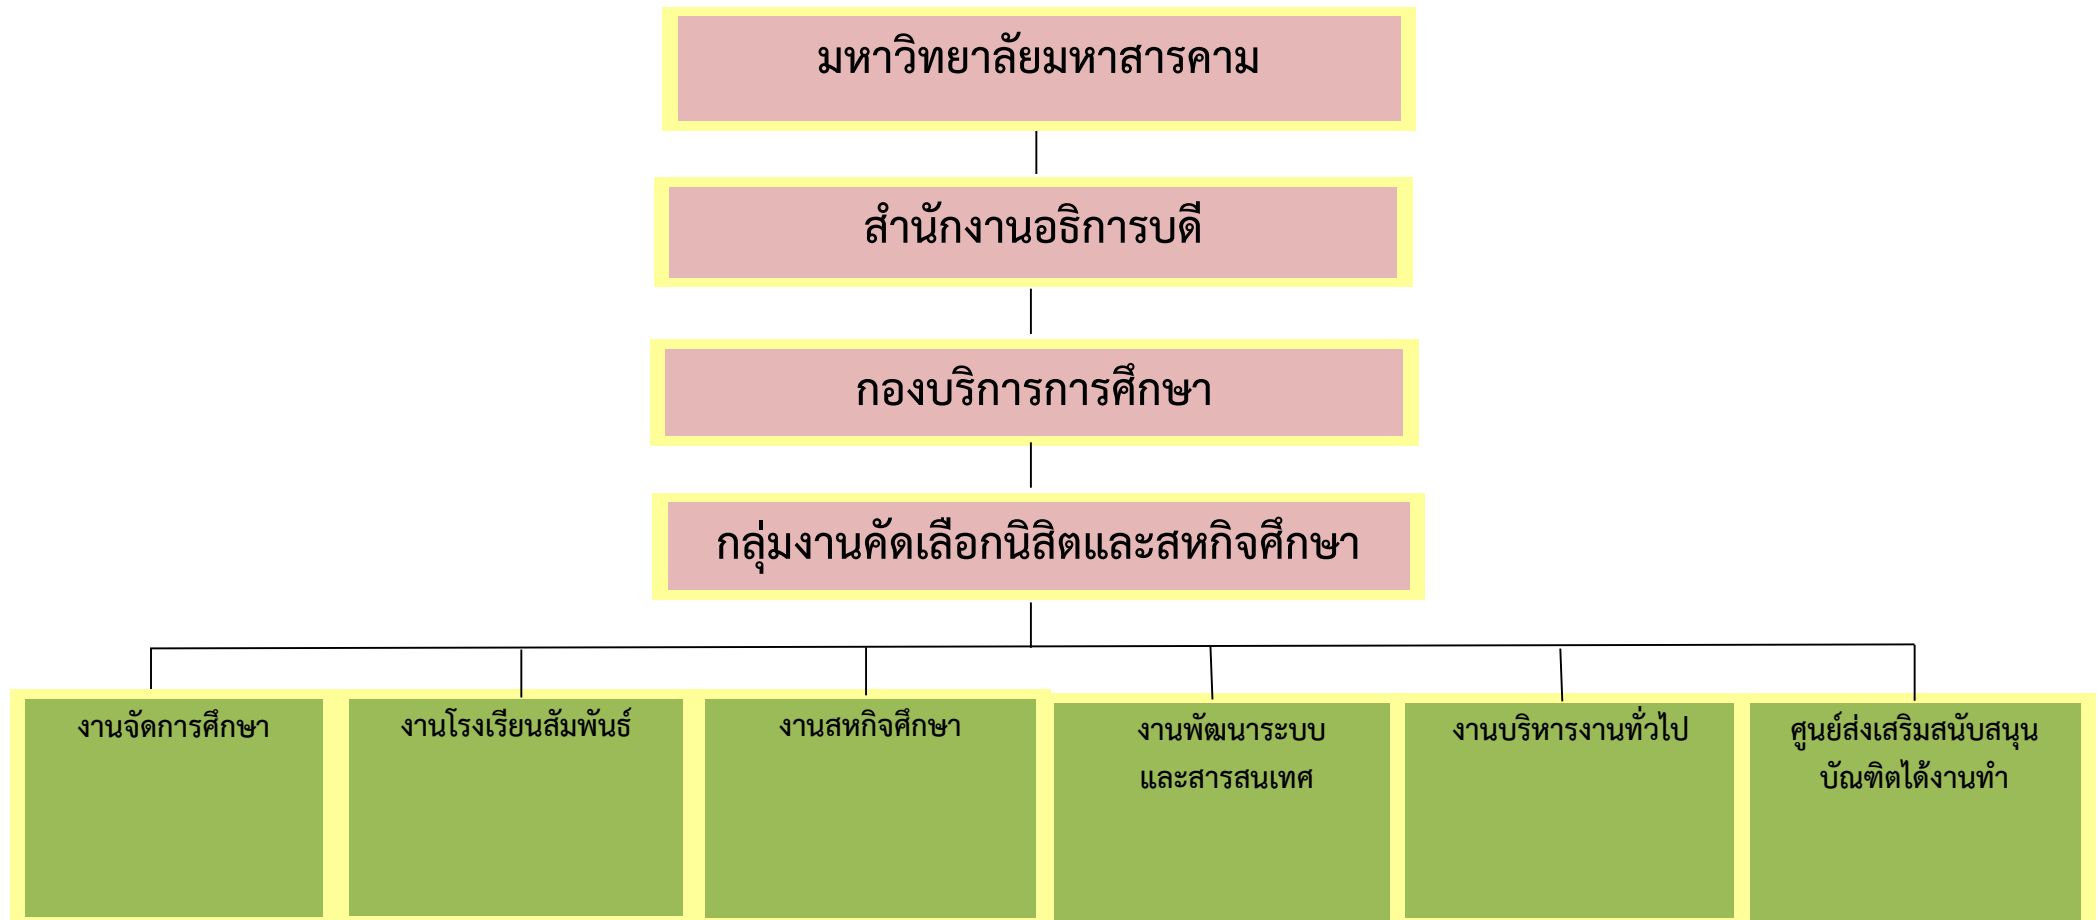 มหาวิทยาลัยมหาสารคาม
สำนักงานอธิการบดี
กองบริการการศึกษา
กลุ่มงานคัดเลือกนิสิตและสหกิจศึกษา
งานจัดการศึกษา
งานโรงเรียนสัมพันธ์
งานสหกิจศึกษา
งานพัฒนาระบบ
และสารสนเทศ
งานบริหารงานทั่วไป
ศูนย์ส่งเสริมสนับสนุน
บัณฑิตได้งานทำ